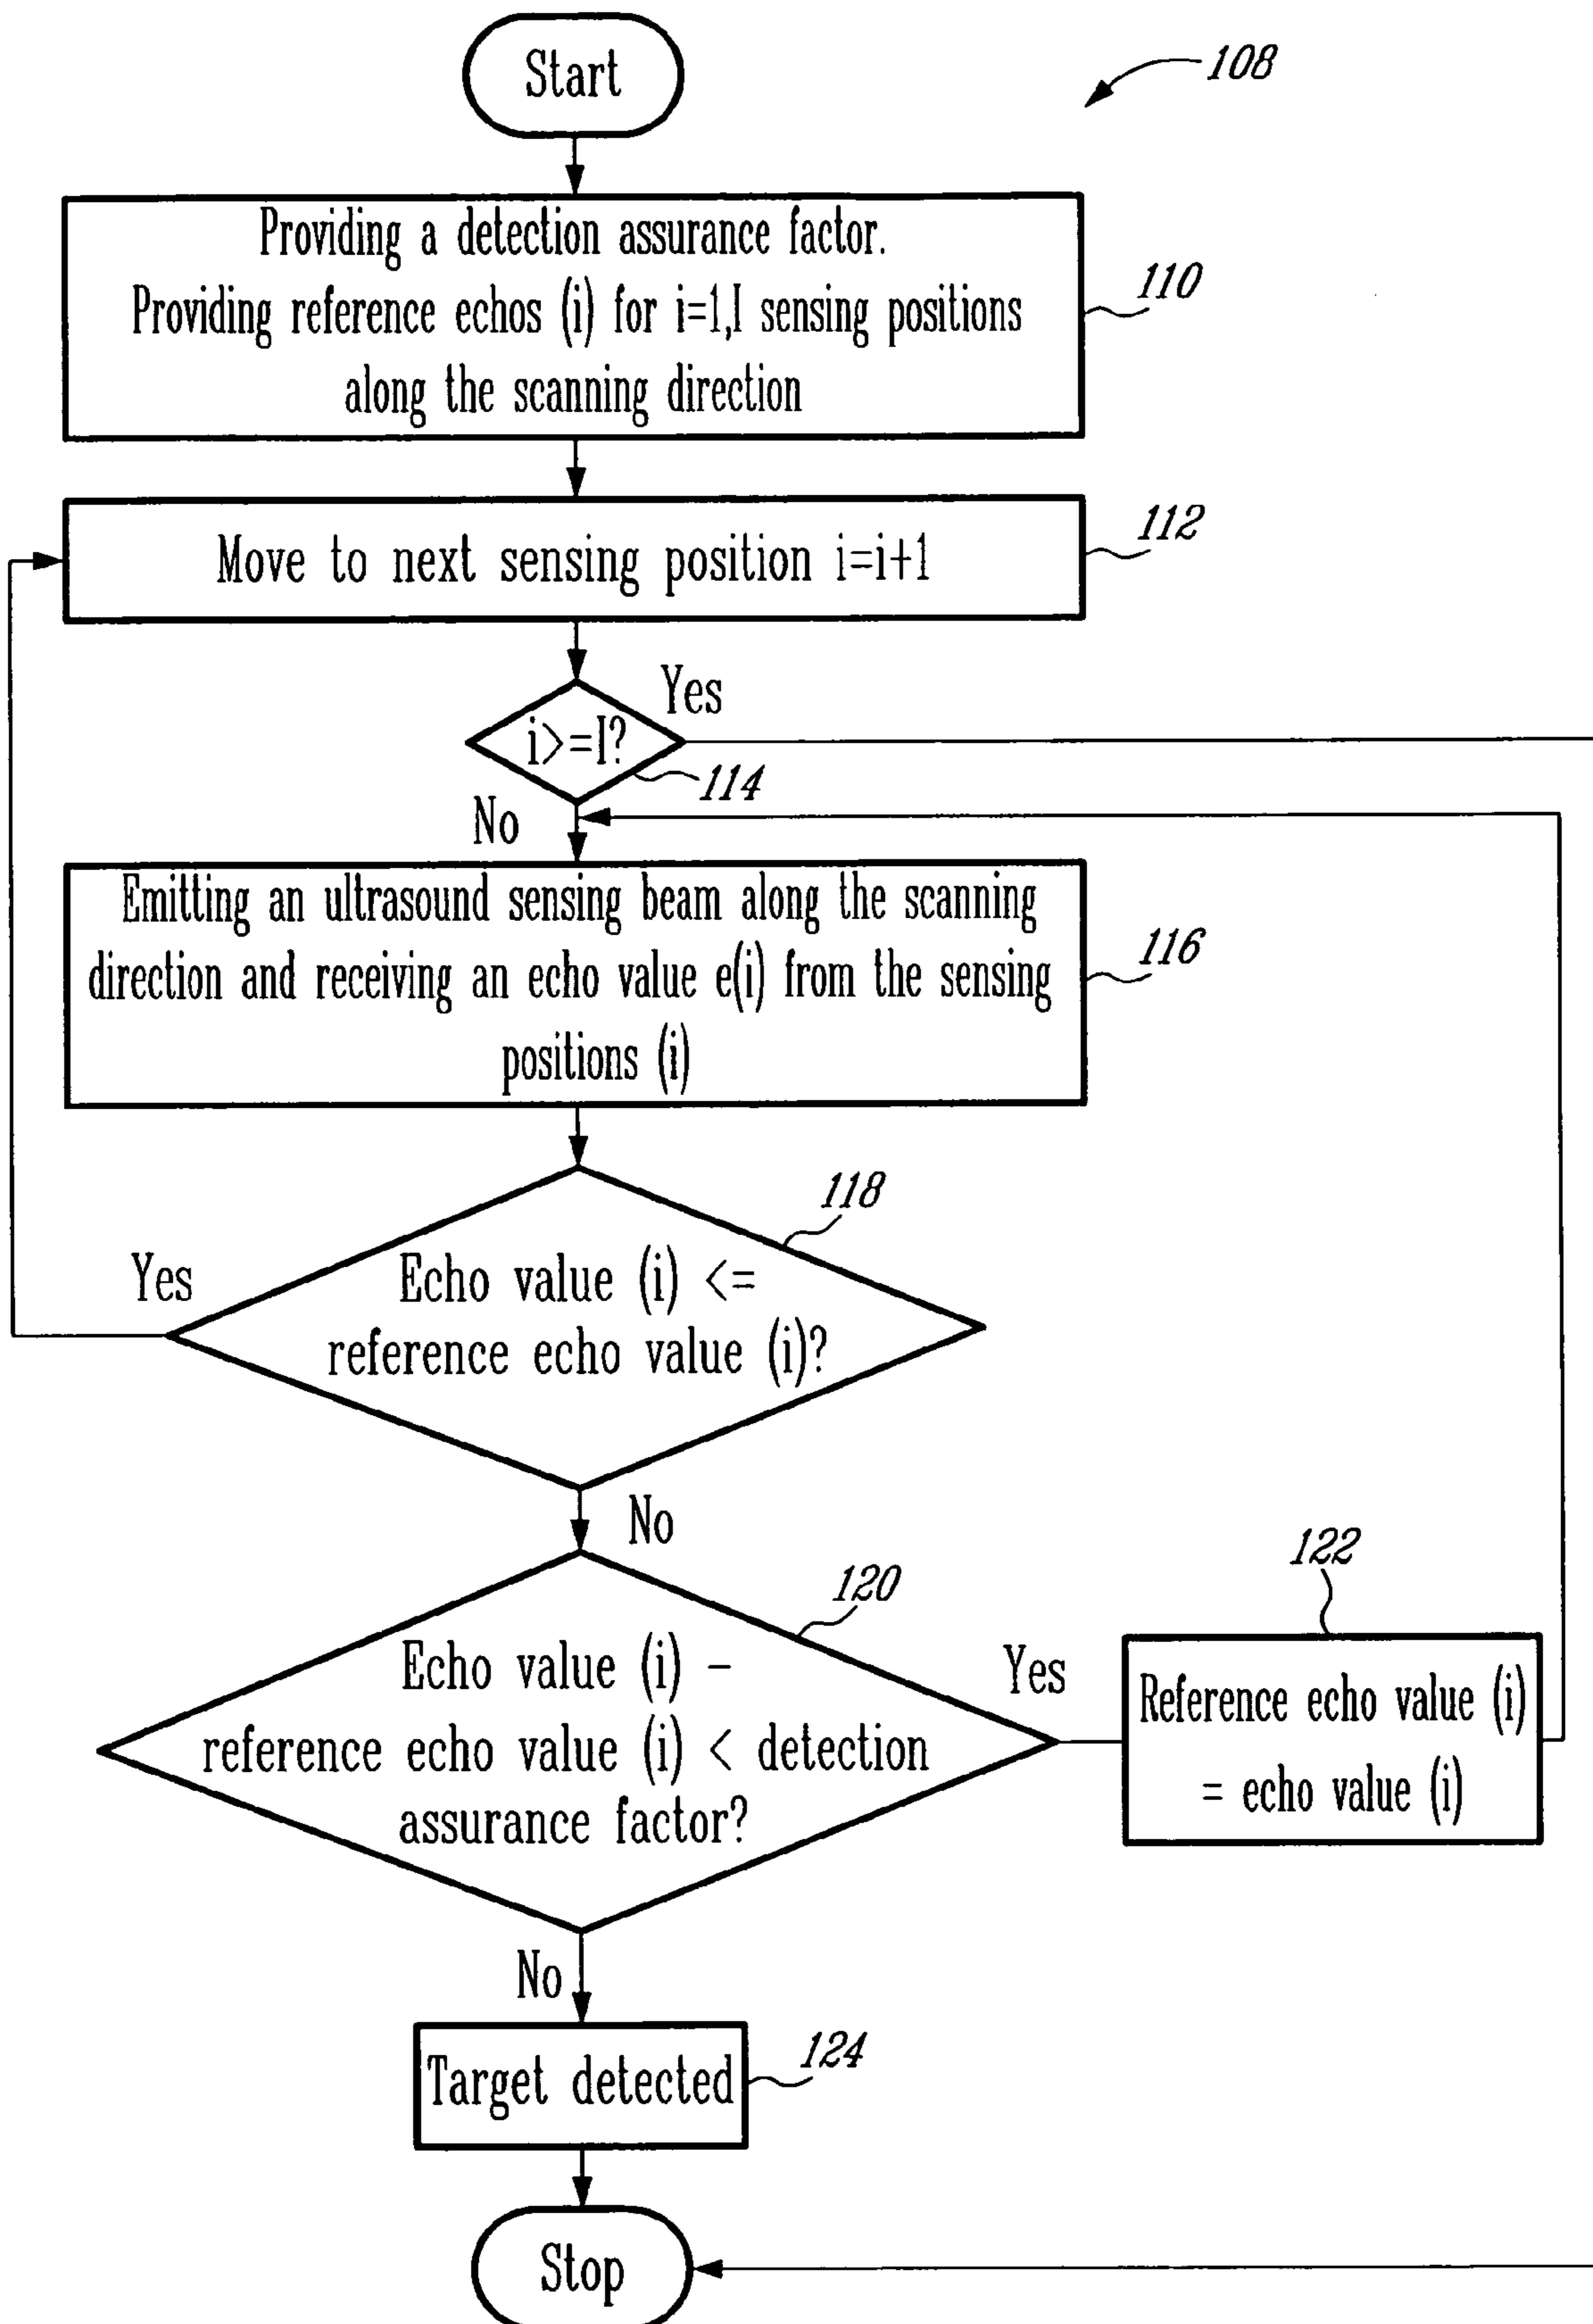 Start
108
Providing a detection assurance factor.
Providing reference echos (i) for i=1,I sensing positions
along the scanning direction
110
Move to next sensing position i=i+1
112
Yes
i>=I?
114
No
Emitting an ultrasound sensing beam along the scanning
direction and receiving an echo value e(i) from the sensing
positions (i)
116
118
Yes
Echo value (i) <=
reference echo value (i)?
No
120
122
Echo value (i) –
reference echo value (i) < detection
assurance factor?
Yes
Reference echo value (i)
= echo value (i)
No
Target detected
124
Stop